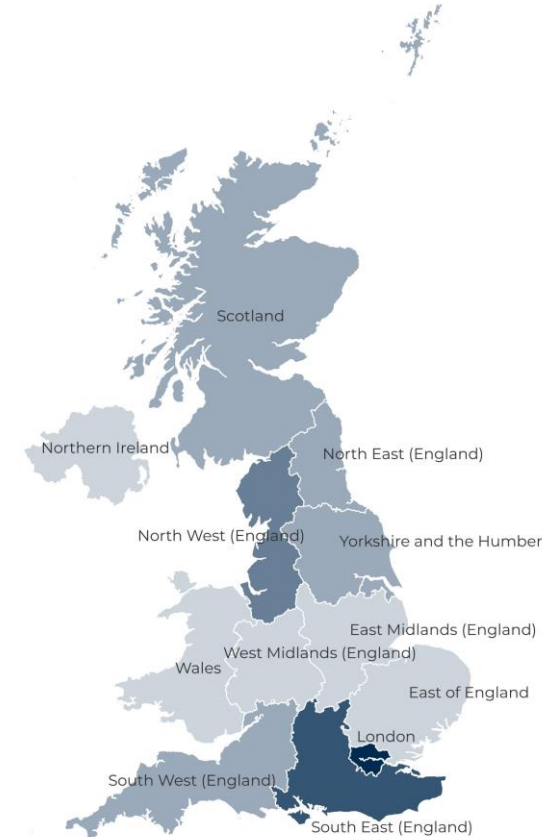 Scotland
Northern Ireland
North East (England)
North West (England)
Yorkshire and the Humber
East Midlands (England)
West Midlands (England)
Wales
East of England
London
South West (England)
South East (England)